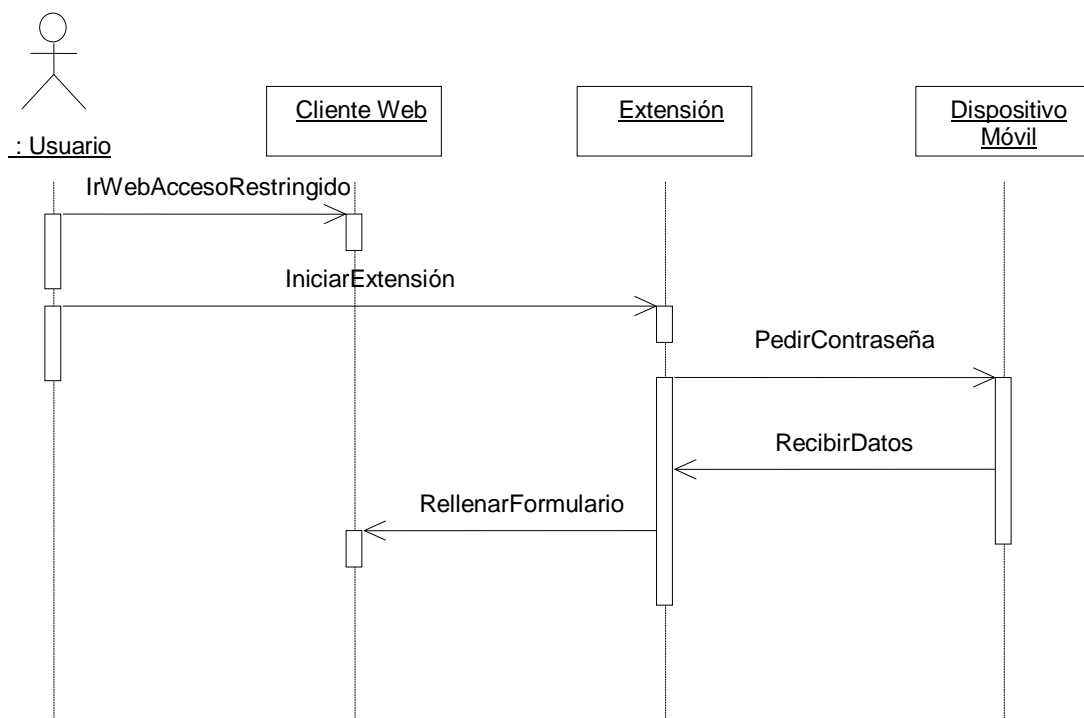 : Usuario
Cliente Web
Extensión
Dispositivo
Móvil
IrWebAccesoRestringido
IniciarExtensión
PedirContraseña
RecibirDatos
RellenarFormulario